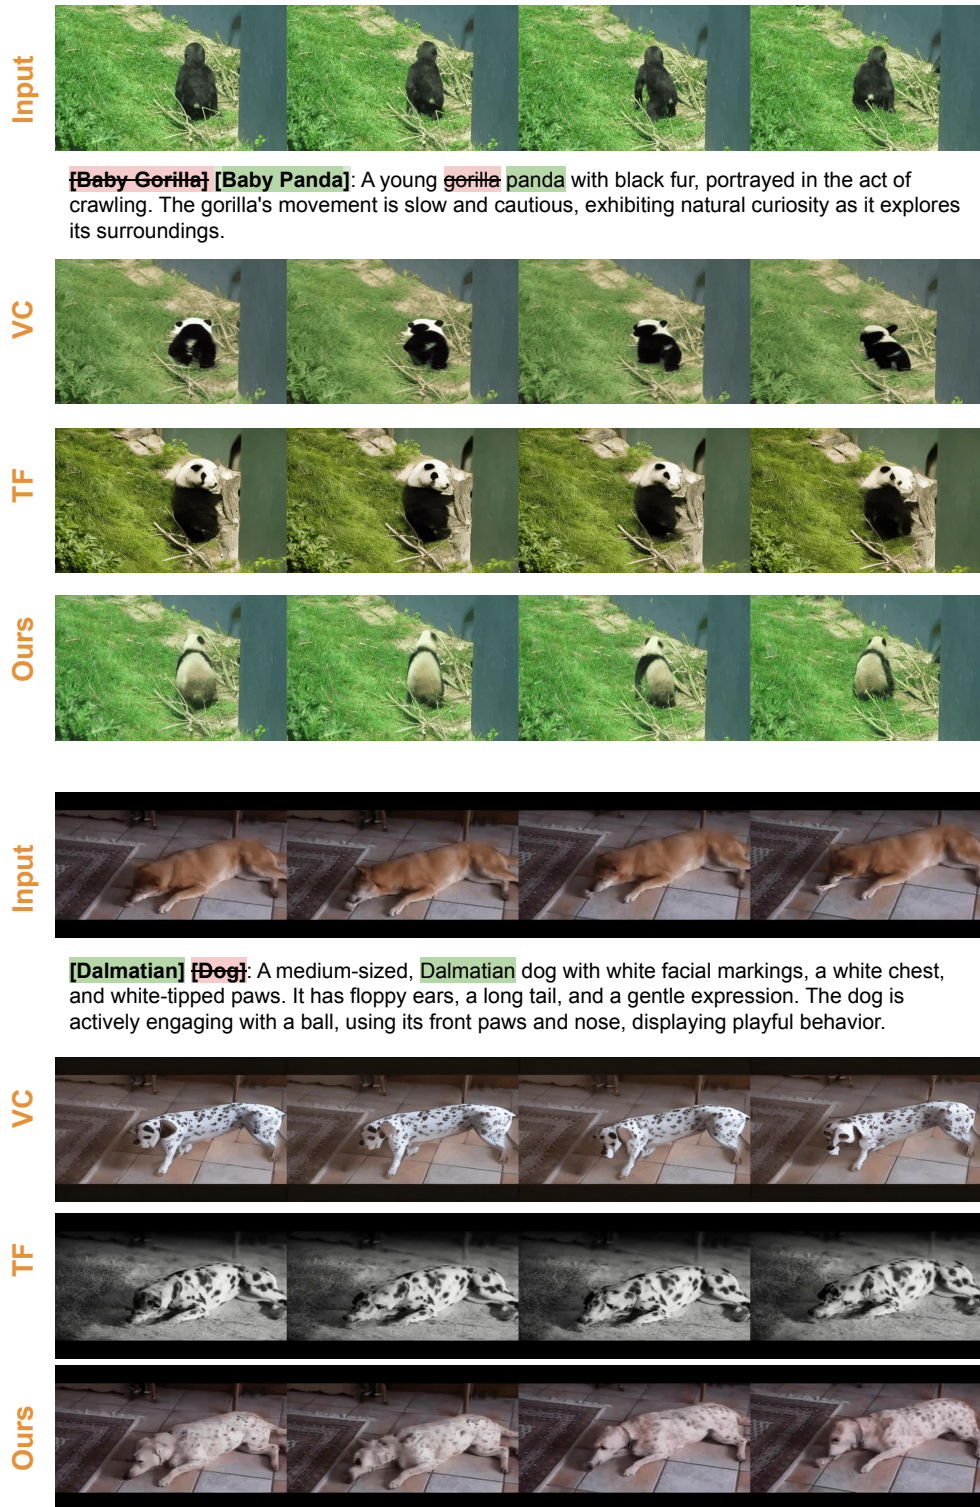 Input
[Baby Gorilla] [Baby Panda]: A young gorilla panda with black fur, portrayed in the act of
crawling. The gorilla's movement is slow and cautious, exhibiting natural curiosity as it explores
its surroundings.
VC
TF
Ours
Input
[Dalmatian] [Dog]: A medium-sized, Dalmatian dog with white facial markings, a white chest,
and white-tipped paws. It has floppy ears, a long tail, and a gentle expression. The dog is
actively engaging with a ball, using its front paws and nose, displaying playful behavior.
VC
TF
Ours